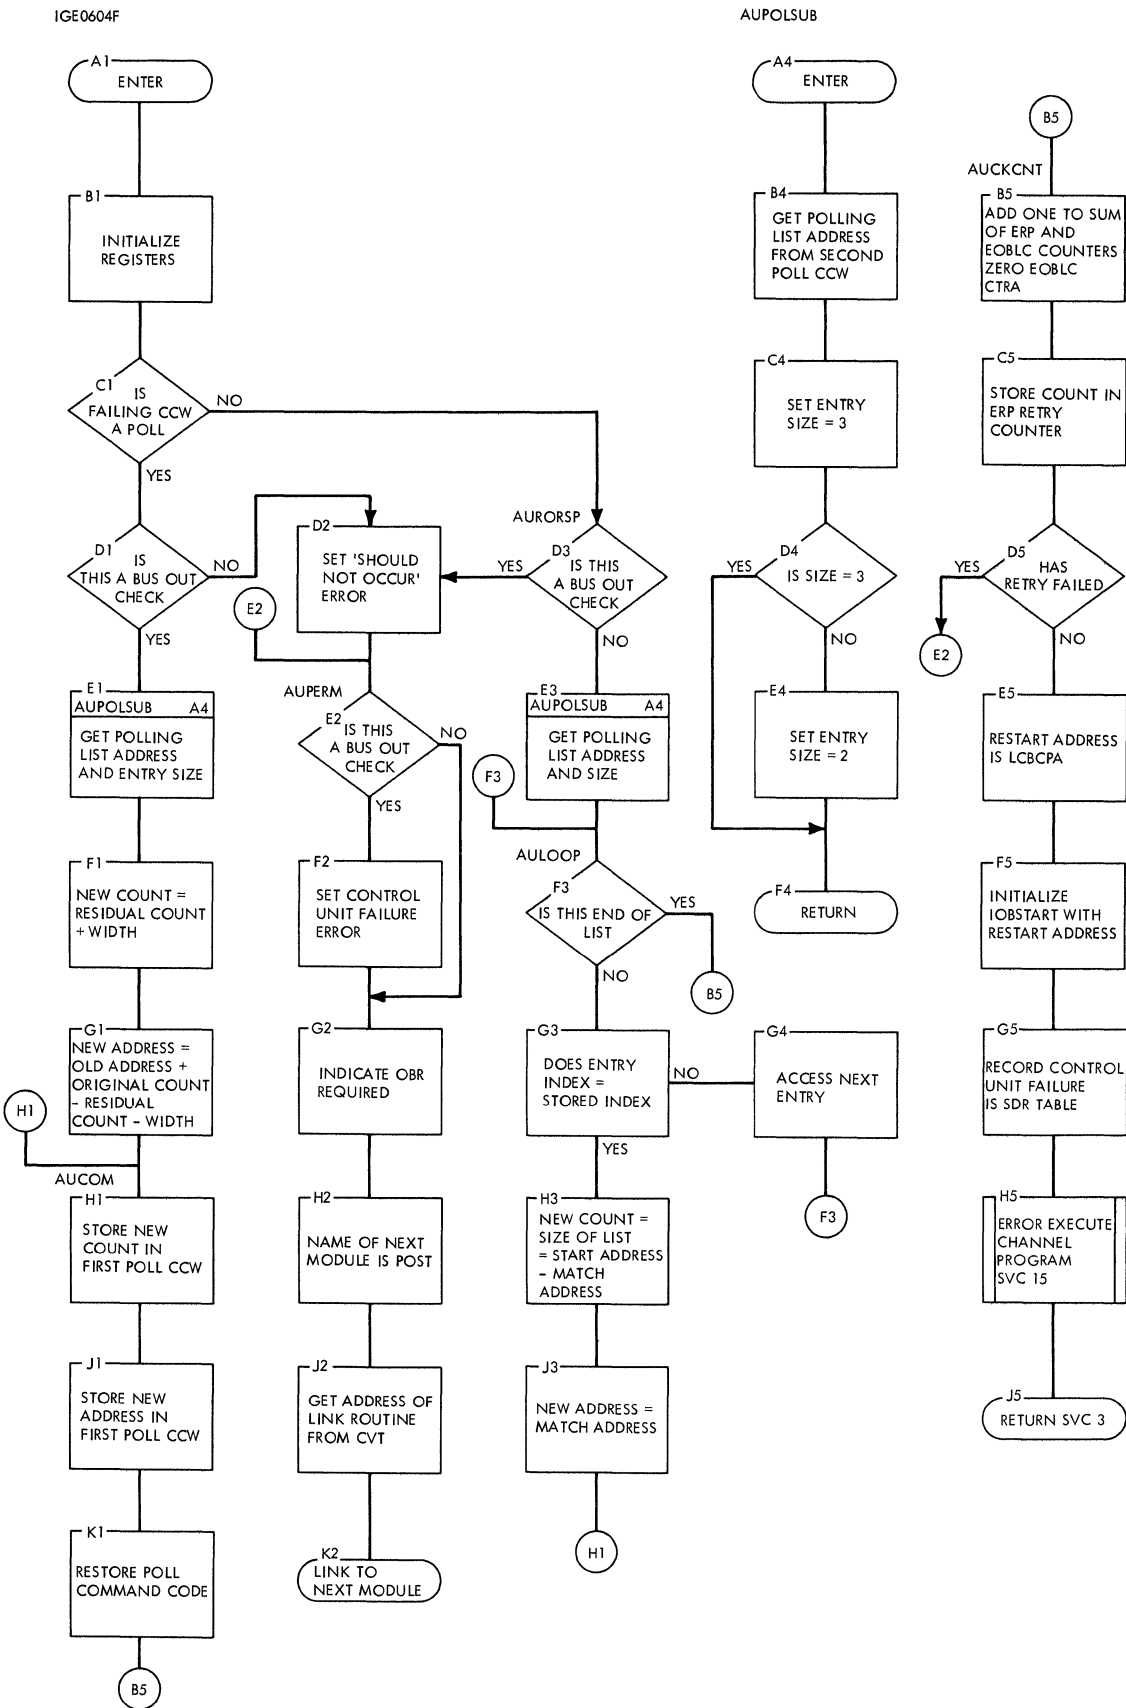 IGE0604F
A1
ENTER
B1
INITIALIZE
REGISTERS
C1
IS
FAILING CCW
A POLL
NO
YES
D1
IS
THIS A BUS OUT
CHECK
NO
YES
E1
AUPOLSUB A4
GET POLLING
LIST ADDRESS
AND ENTRY SIZE
F1
NEW COUNT =
RESIDUAL COUNT
+ WIDTH
G1
NEW ADDRESS =
OLD ADDRESS +
ORIGINAL COUNT
- RESIDUAL
COUNT - WIDTH
H1
AUCOM
H1
STORE NEW
COUNT IN
FIRST POLL CCW
J1
STORE NEW
ADDRESS IN
FIRST POLL CCW
K1
RESTORE POLL
COMMAND CODE
B5
D2
SET 'SHOULD
NOT OCCUR'
ERROR
E2
AUPERM
E2
IS THIS
A BUS OUT
CHECK
NO
YES
F2
SET CONTROL
UNIT FAILURE
ERROR
G2
INDICATE OBR
REQUIRED
H2
NAME OF NEXT
MODULE IS POST
J2
GET ADDRESS OF
LINK ROUTINE
FROM CVT
K2
LINK TO
NEXT MODULE
AURORSP
D3
IS THIS
A BUS OUT
CHECK
YES
NO
E3
AUPOLSUB A4
GET POLLING
LIST ADDRESS
AND SIZE
F3
AULOOP
F3
IS THIS END OF
LIST
YES
B5
NO
G3
DOES ENTRY
INDEX =
STORED INDEX
NO
YES
H3
NEW COUNT =
SIZE OF LIST
= START ADDRESS
- MATCH
ADDRESS
J3
NEW ADDRESS =
MATCH ADDRESS
H1
AUPOLSUB
A4
ENTER
B4
GET POLLING
LIST ADDRESS
FROM SECOND
POLL CCW
C4
SET ENTRY
SIZE = 3
D4
IS SIZE = 3
YES
NO
E4
SET ENTRY
SIZE = 2
F4
RETURN
G4
ACCESS NEXT
ENTRY
F3
B5
AUCKCNT
B5
ADD ONE TO SUM
OF ERP AND
EOBLC COUNTERS
ZERO EOBLC
CTRA
C5
STORE COUNT IN
ERP RETRY
COUNTER
D5
HAS
RETRY FAILED
YES
E2
NO
E5
RESTART ADDRESS
IS LCBCPA
F5
INITIALIZE
IOBSTART WITH
RESTART ADDRESS
G5
RECORD CONTROL
UNIT FAILURE
IS SDR TABLE
H5
ERROR EXECUTE
CHANNEL
PROGRAM
SVC 15
J5
RETURN SVC 3